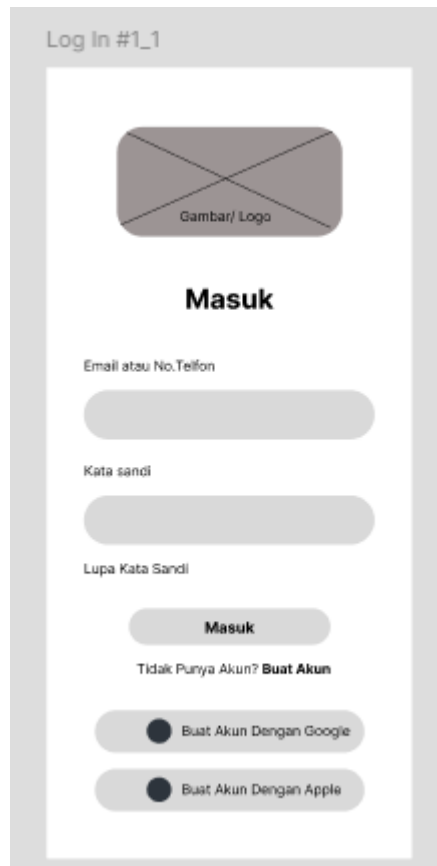 Log In #1_1
Gambar/ Logo
Masuk
Email atau No.Telfon
Kata sandi
Lupa Kata Sandi
Masuk
Tidak Punya Akun? Buat Akun
Buat Akun Dengan Google
Buat Akun Dengan Apple